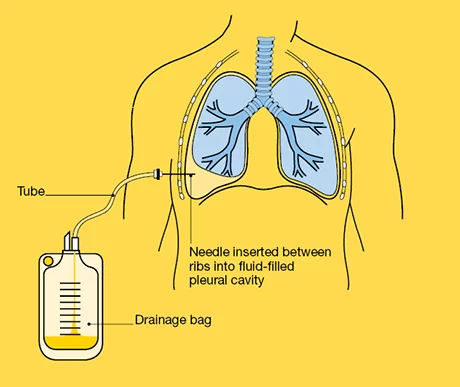 Tube
Needle inserted between
ribs into fluid-filled
pleural cavity
Drainage bag